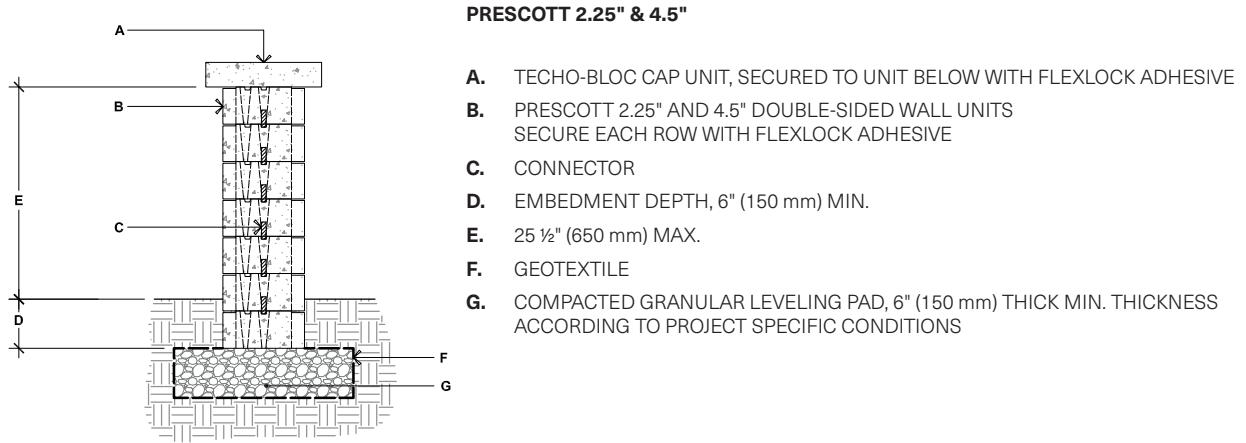 PRESCOTT 2.25" & 4.5"
A. TECHO-BLOC CAP UNIT, SECURED TO UNIT BELOW WITH FLEXLOCK ADHESIVE
B. PRESCOTT 2.25" AND 4.5" DOUBLE-SIDED WALL UNITS
SECURE EACH ROW WITH FLEXLOCK ADHESIVE
C. CONNECTOR
D. EMBEDMENT DEPTH, 6" (150 mm) MIN.
E. 25 ½" (650 mm) MAX.
F. GEOTEXTILE
G. COMPACTED GRANULAR LEVELING PAD, 6" (150 mm) THICK MIN. THICKNESS
ACCORDING TO PROJECT SPECIFIC CONDITIONS
A
B
E
C
D
F
G